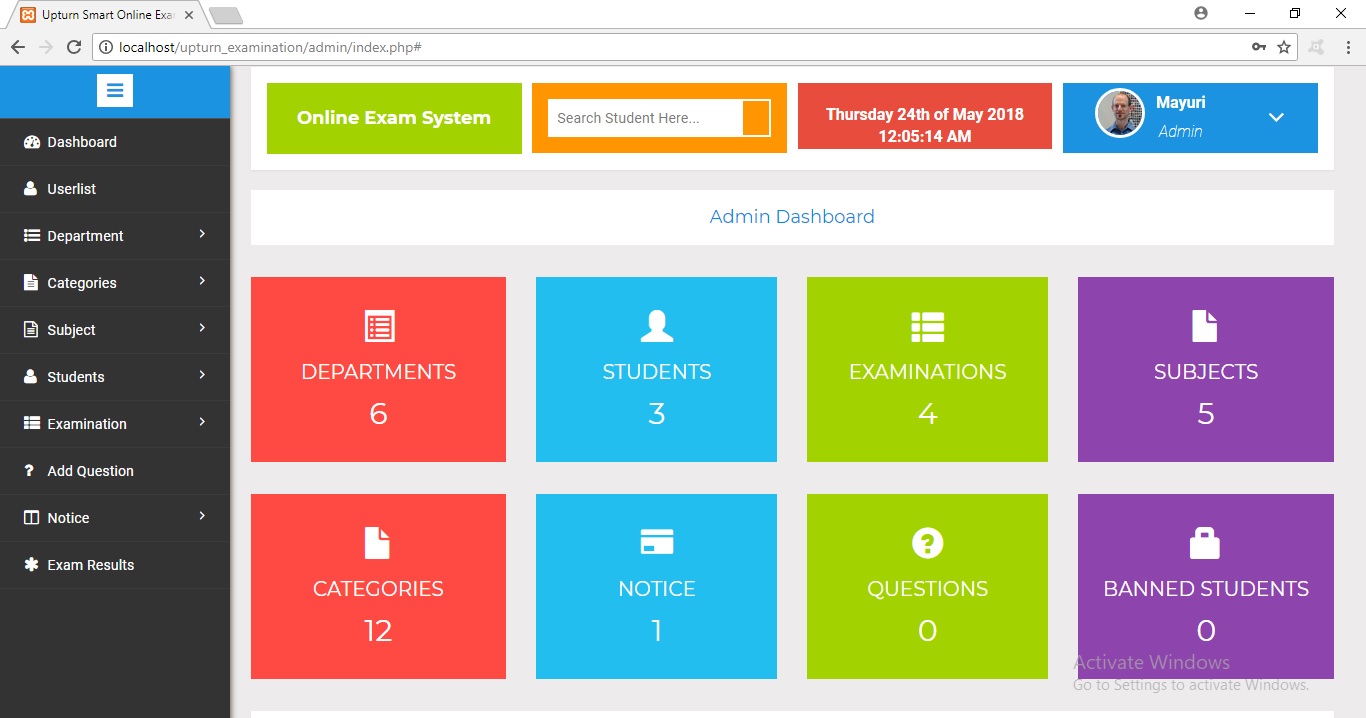 Upturn Smart Online Exa
localhost/upturn_examination/admin/index.php#
Online Exam System
Search Student Here...
Thursday 24th of May 2018
12:05:14 AM
Mayuri
Admin
Dashboard
Userlist
Department
Categories
Subject
Students
Examination
Add Question
Notice
Exam Results
Admin Dashboard
DEPARTMENTS
6
STUDENTS
3
EXAMINATIONS
4
SUBJECTS
5
CATEGORIES
12
NOTICE
1
QUESTIONS
0
BANNED STUDENTS
0
Activate Windows
Go to Settings to activate Windows.